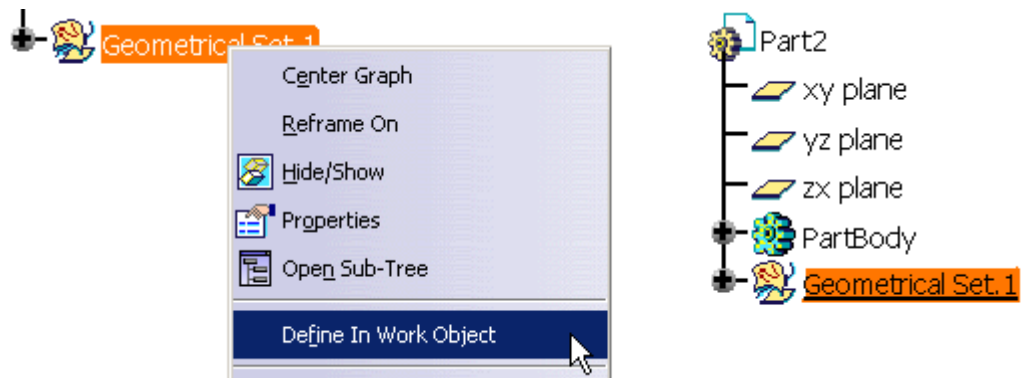 Geometrical Set.1
Center Graph
Reframe On
Hide/Show
Properties
Open Sub-Tree
Define In Work Object
Part2
xy plane
yz plane
zx plane
PartBody
Geometrical Set.1